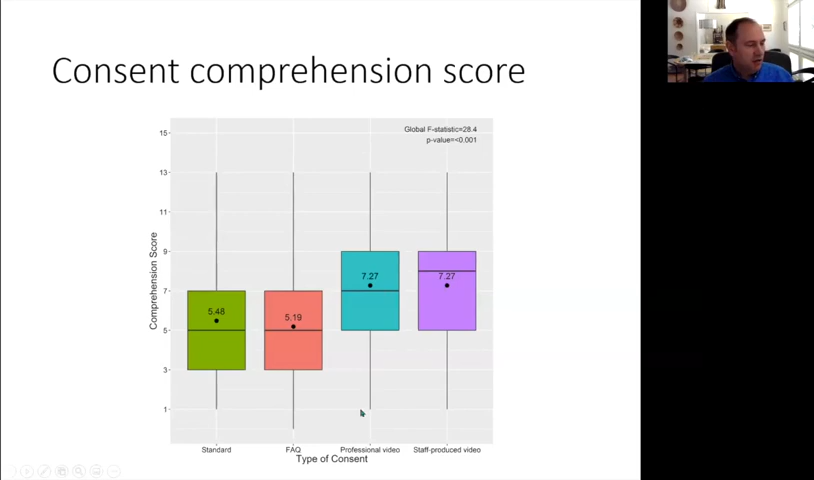 Consent comprehension score
Global F-statistic=28.4
p-value=<0.001
15
13
11
9
7
5
3
1
Comprehension Score
5.48
5.19
7.27
7.27
Standard
FAQ
Professional video
Staff-produced video
Type of Consent